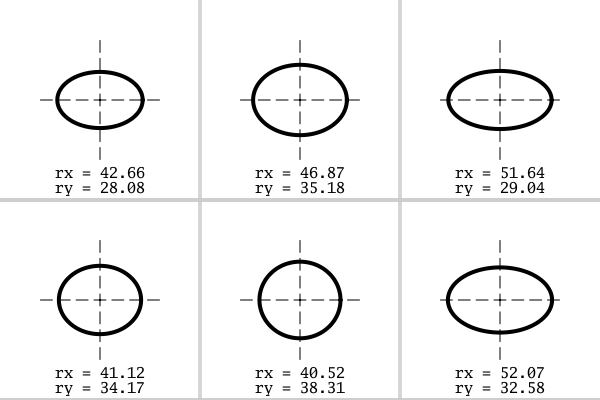 rx = 42.66
ry = 28.08
rx = 46.87
ry = 35.18
rx = 51.64
ry = 29.04
rx = 41.12
ry = 34.17
rx = 40.52
ry = 38.31
rx = 52.07
ry = 32.58